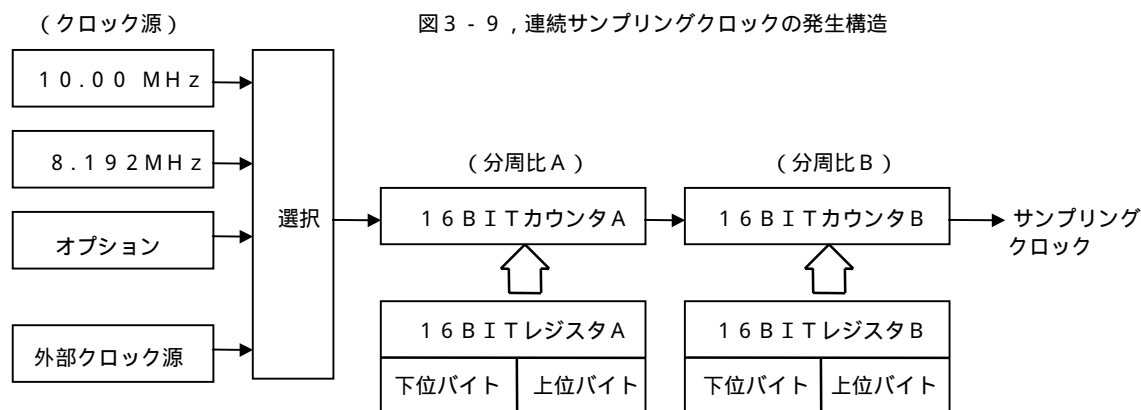 （クロック源）
図３‐９，連続サンプリングクロックの発生構造
１０.００ ＭＨｚ
８.１９２ＭＨｚ
オプション
外部クロック源
選択
（分周比Ａ）
１６ＢＩＴカウンタＡ
１６ＢＩＴレジスタＡ
下位バイト 上位バイト
（分周比Ｂ）
１６ＢＩＴカウンタＢ
１６ＢＩＴレジスタＢ
下位バイト 上位バイト
サンプリング
クロック